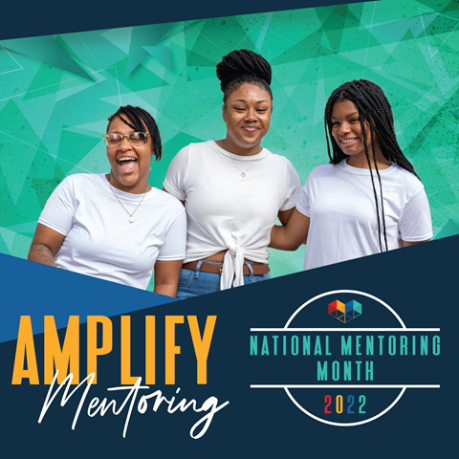 AMPLIFY
Mentoring
NATIONAL MENTORING
MONTH
2022